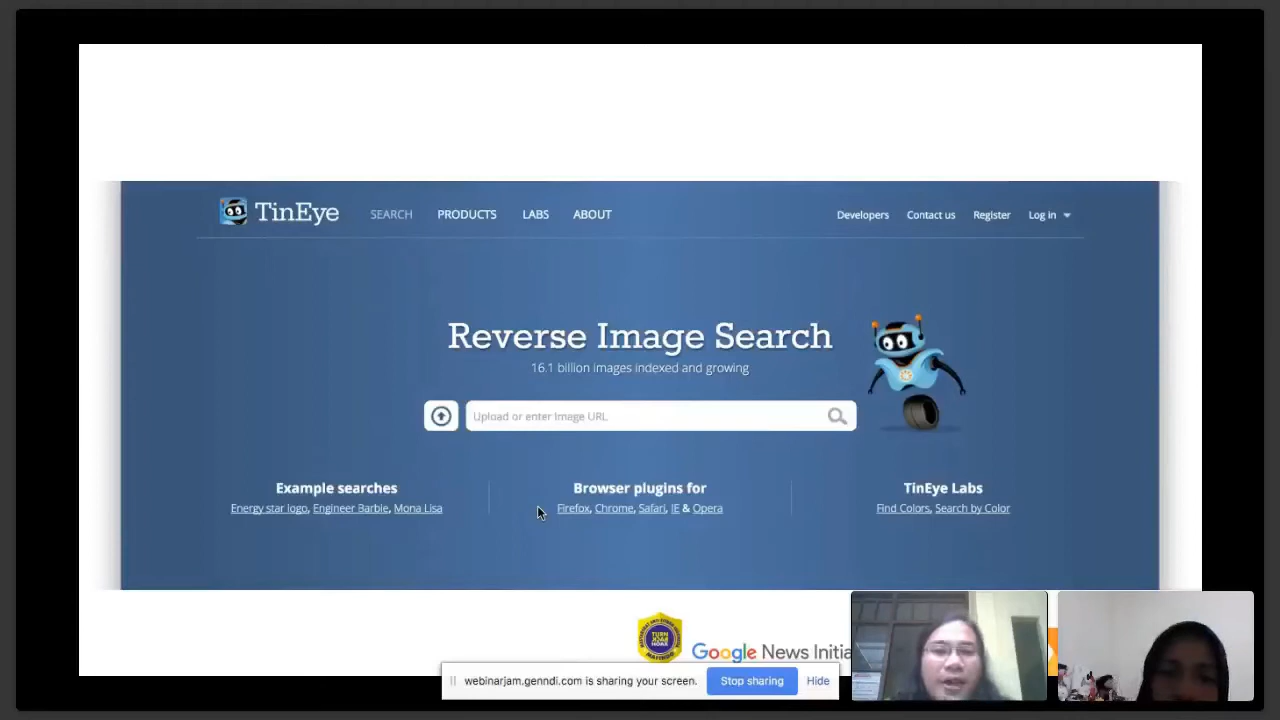 TinEye SEARCH PRODUCTS LABS ABOUT Developers Contact us Register Log in
Reverse Image Search
16.1 billion images indexed and growing
Upload or enter Image URL
Example searches Browser plugins for TinEye Labs
Energy star logo, Engineer Barbie, Mona Lisa Firefox, Chrome, Safari, IE & Opera Find Colors, Search by Color
TURN BACK HOAX
Google News Initia
webinarjam.genndi.com is sharing your screen. Stop sharing Hide